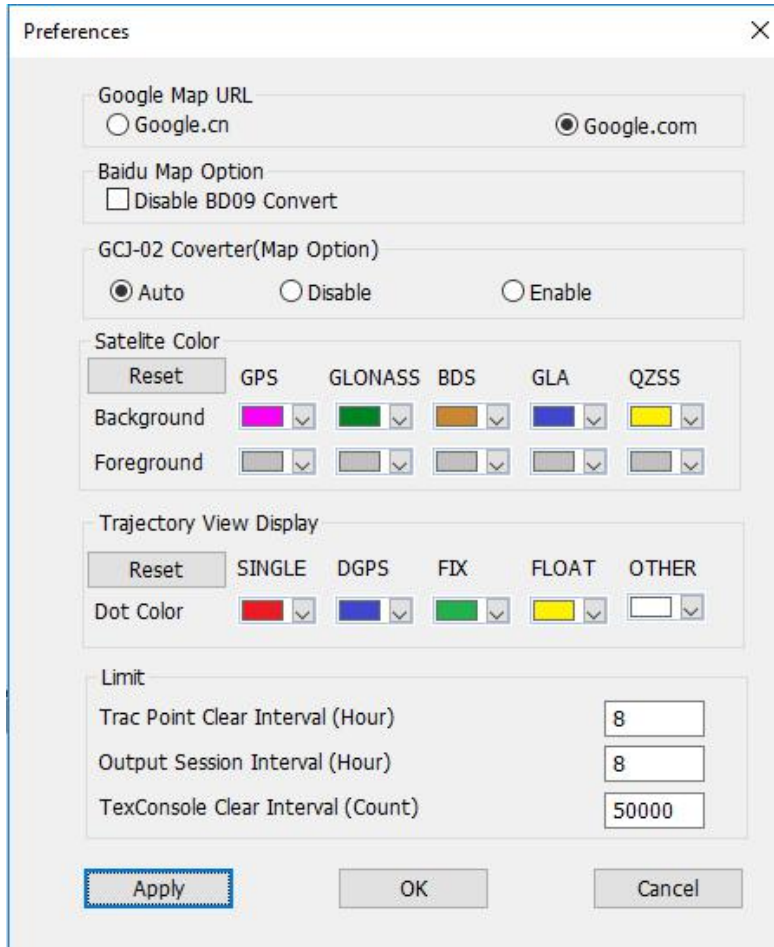 Preferences
Google Map URL
Google.cn Google.com
Baidu Map Option
Disable BD09 Convert
GCJ-02 Coverter(Map Option)
Auto Disable Enable
Satelite Color
Reset GPS GLONASS BDS GLA QZSS
Background
Foreground
Trajectory View Display
Reset SINGLE DGPS FIX FLOAT OTHER
Dot Color
Limit
Trac Point Clear Interval (Hour) 8
Output Session Interval (Hour) 8
TexConsole Clear Interval (Count) 50000
Apply OK Cancel